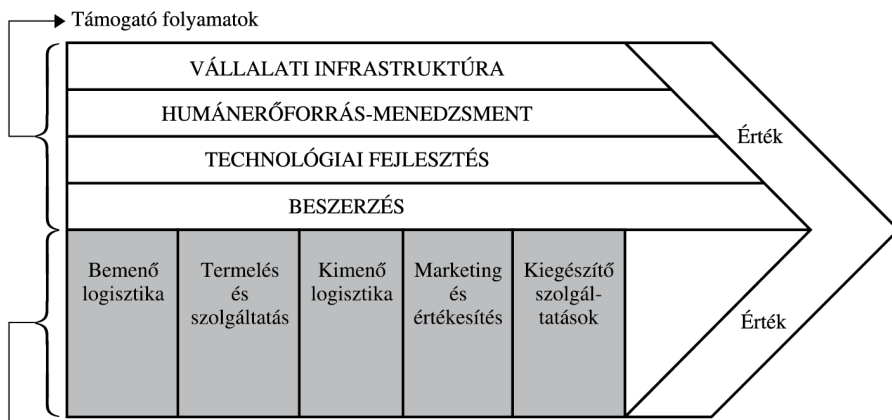 Támogató folyamatok
VÁLLALATI INFRASTRUKTÚRA
HUMÁNERŐFORRÁS-MENEDZSMENT
TECHNOLÓGIAI FEJLESZTÉS
BESZERZÉS
Érték
Bemenő
logisztika
Termelés
és
szolgáltatás
Kimenő
logisztika
Marketing
és
értékesítés
Kiegészítő
szolgál-
tatások
Érték